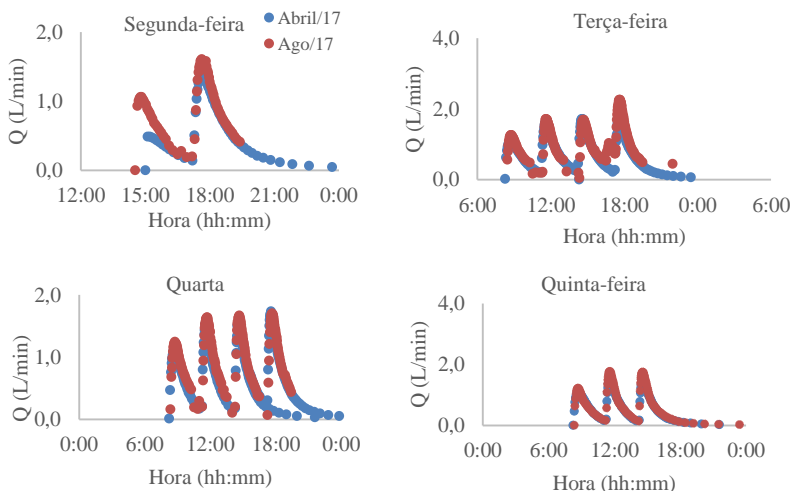 Segunda-feira
Abril/17
Ago/17
Q (L/min)
2,0
1,0
0,0
12:00 15:00 18:00 21:00 0:00
Hora (hh:mm)
Terça-feira
Q (L/min)
4,0
2,0
0,0
6:00 12:00 18:00 0:00 6:00
Hora (hh:mm)
Quarta
Q (L/min)
2,0
1,0
0,0
0:00 6:00 12:00 18:00 0:00
Hora (hh:mm)
Quinta-feira
Q (L/min)
4,0
2,0
0,0
0:00 6:00 12:00 18:00 0:00
Hora (hh:mm)